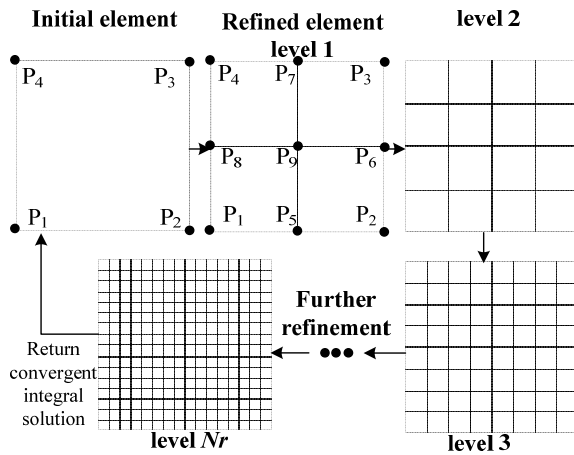 Initial element
Refined element
level 1
level 2
P4
P3
P4
P7
P3
P8
P9
P6
P1
P2
P1
P5
P2
Further
refinement
Return
convergent
integral
solution
level Nr
level 3